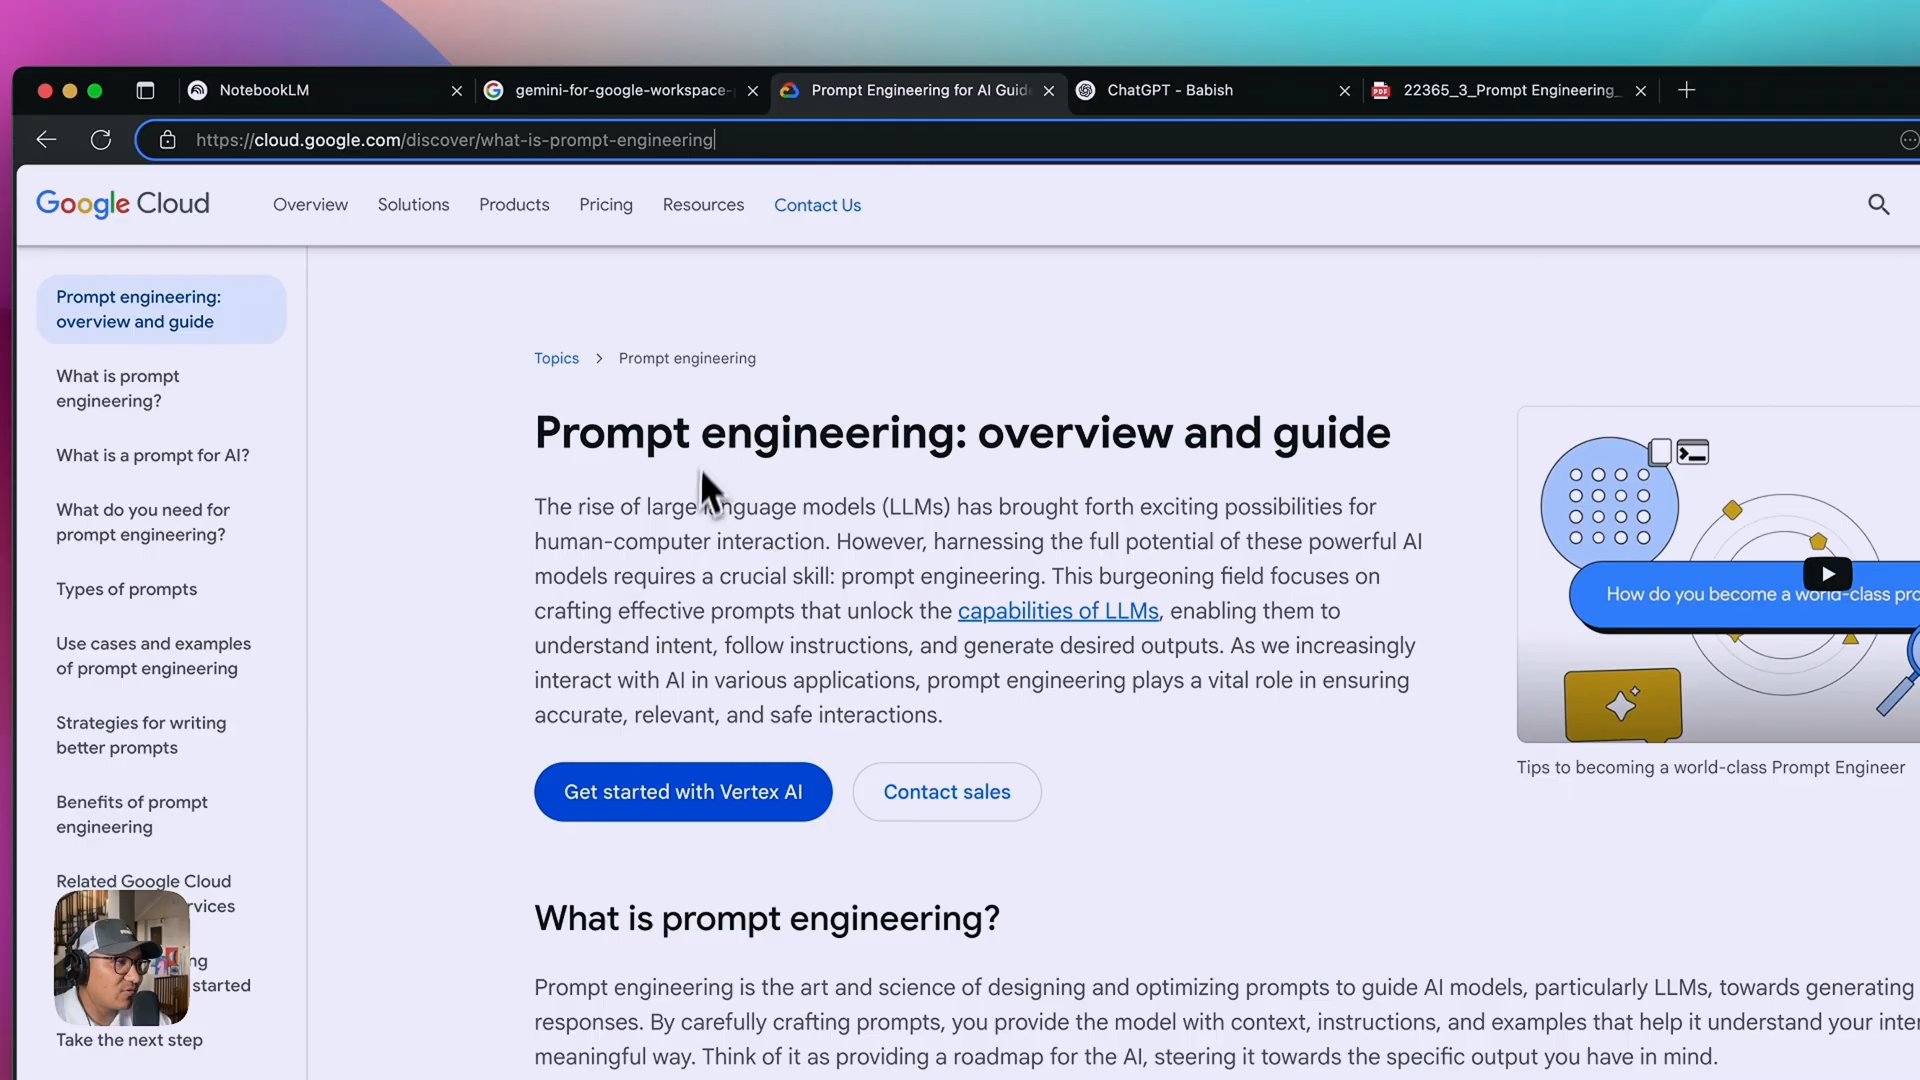 NotebookLM
gemini-for-google-workspace-
Prompt Engineering for AI Guid
ChatGPT - Babish
22365_3_Prompt Engineering_
https://cloud.google.com/discover/what-is-prompt-engineering
Google Cloud
Overview
Solutions
Products
Pricing
Resources
Contact Us
Prompt engineering:
overview and guide
What is prompt
engineering?
What is a prompt for AI?
What do you need for
prompt engineering?
Types of prompts
Use cases and examples
of prompt engineering
Strategies for writing
better prompts
Benefits of prompt
engineering
Related Google Cloud
rvices
ng
started
Take the next step
Topics > Prompt engineering
Prompt engineering: overview and guide
The rise of large language models (LLMs) has brought forth exciting possibilities for
human-computer interaction. However, harnessing the full potential of these powerful AI
models requires a crucial skill: prompt engineering. This burgeoning field focuses on
crafting effective prompts that unlock the capabilities of LLMs, enabling them to
understand intent, follow instructions, and generate desired outputs. As we increasingly
interact with AI in various applications, prompt engineering plays a vital role in ensuring
accurate, relevant, and safe interactions.
Get started with Vertex AI
Contact sales
How do you become a world-class pro
Tips to becoming a world-class Prompt Engineer
What is prompt engineering?
Prompt engineering is the art and science of designing and optimizing prompts to guide AI models, particularly LLMs, towards generating
responses. By carefully crafting prompts, you provide the model with context, instructions, and examples that help it understand your inte
meaningful way. Think of it as providing a roadmap for the AI, steering it towards the specific output you have in mind.